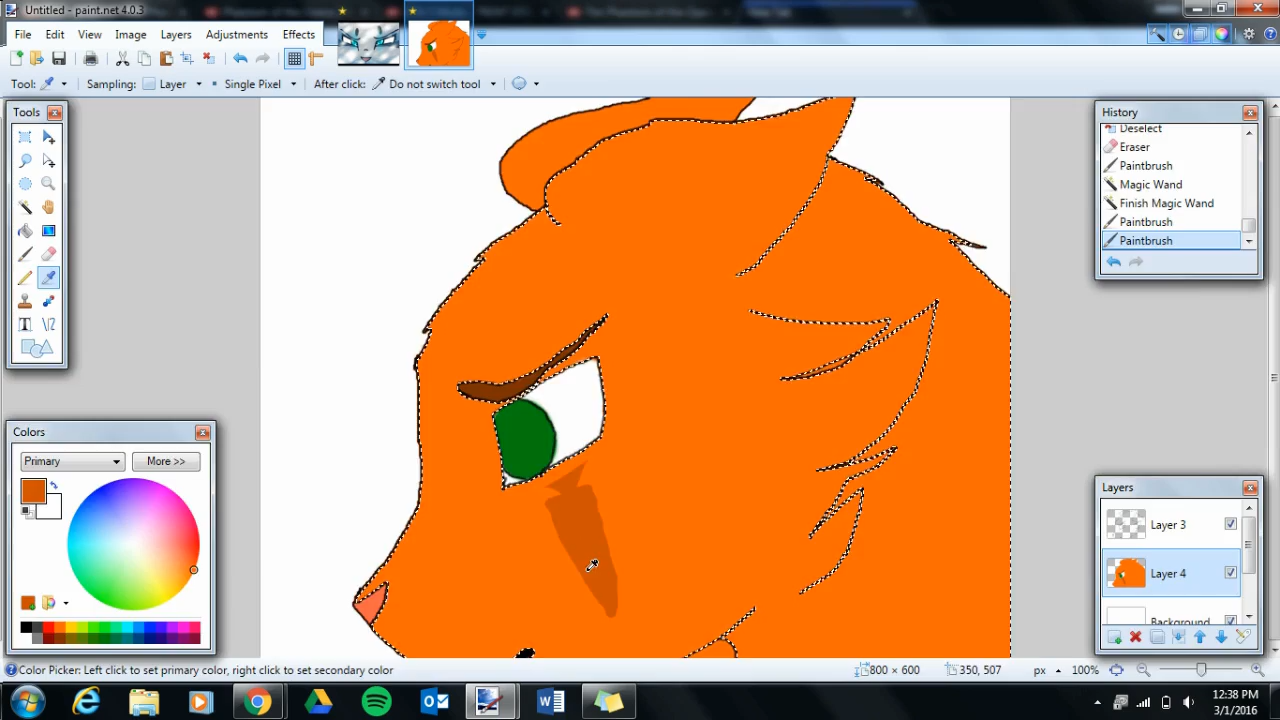 Untitled - paint.net 4.0.3
File Edit View Image Layers Adjustments Effects
Tool: Sampling: Layer Single Pixel After click: Do not switch tool
Tools
History
Deselect
Eraser
Paintbrush
Magic Wand
Finish Magic Wand
Paintbrush
Paintbrush
Colors
Primary More >>
Layers
Layer 3
Layer 4
Background
Color Picker: Left click to set primary color, right click to set secondary color 800 × 600 350, 507 px 100%
12:38 PM
3/1/2016